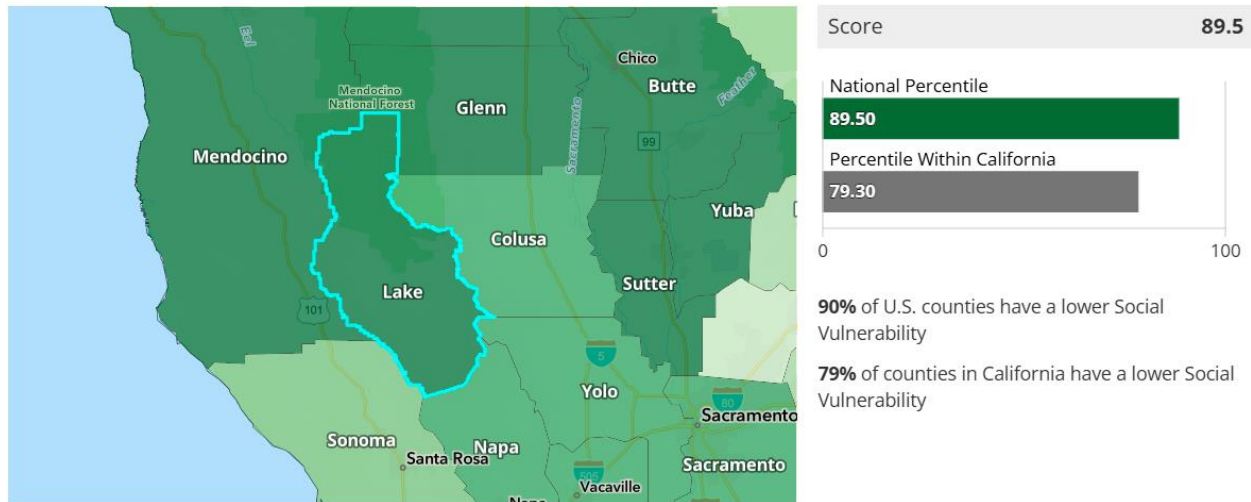 Eel
Chico
Butte
Mendocino
National Forest
Glenn
Sacramento
Feather
99
Mendocino
Yuba
Colusa
Lake
Sutter
101
5
Yolo
80
Sacramento
Sonoma
Napa
Santa Rosa
Sacramento
505
Vacaville
Score 89.5
National Percentile
89.50
Percentile Within California
79.30
0 100
90% of U.S. counties have a lower Social
Vulnerability
79% of counties in California have a lower Social
Vulnerability